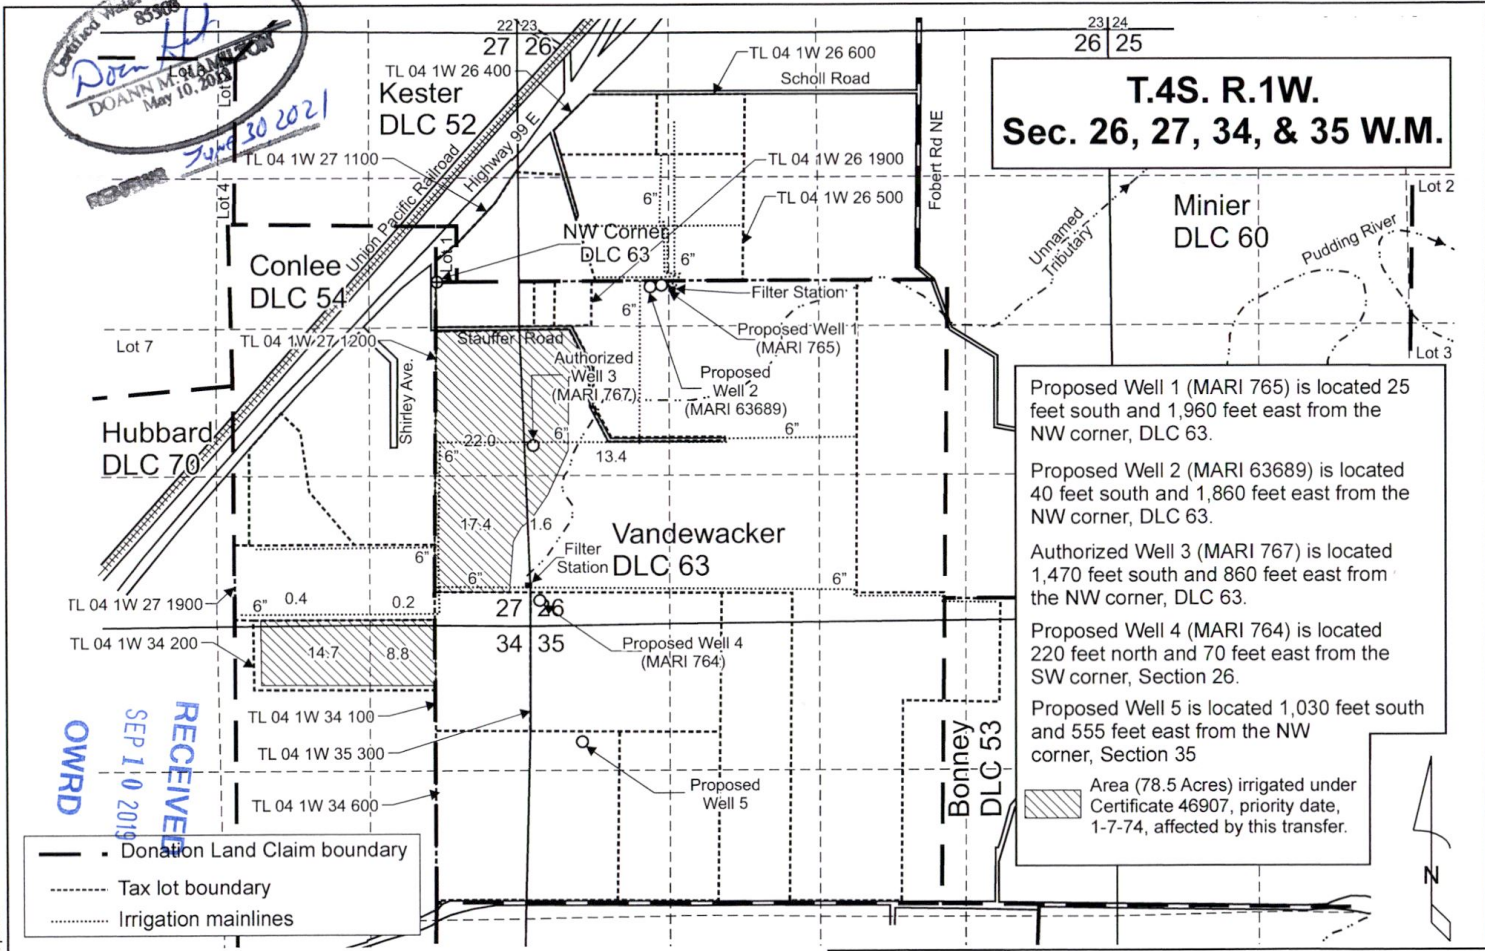 Certified Water
85503
DOANN M. HAMILTON
May 10, 2012
June 30 2021
T.4S. R.1W.
Sec. 26, 27, 34, & 35 W.M.
22 23
27 26
23 24
26 25
TL 04 1W 26 400
TL 04 1W 26 600
Scholl Road
Kester
DLC 52
Highway 99 E
Union Pacific Railroad
Fobert Rd NE
TL 04 1W 27 1100
TL 04 1W 26 1900
TL 04 1W 26 500
Lot 4
Lot 1
Lot 2
6"
6"
NW Corner
DLC 63
Minier
DLC 60
Unnamed
Tributary
Pudding River
Conlee
DLC 54
Filter Station
6"
Proposed Well 1
(MARI 765)
Lot 7
TL 04 1W 27 1200
Stauffer Road
Lot 3
Shirley Ave.
Authorized
Well 3
(MARI 767)
Proposed
Well 2
(MARI 63689)
Hubbard
DLC 70
22.0
6"
6"
13.4
6"
17.4
1.6
Vandewacker
DLC 63
Filter
Station
6"
6"
6"
TL 04 1W 27 1900
6"
0.4
0.2
27 26
34 35
TL 04 1W 34 200
14.7
8.8
Proposed Well 4
(MARI 764)
TL 04 1W 34 100
TL 04 1W 35 300
TL 04 1W 34 600
Proposed
Well 5
Bonney
DLC 53
Proposed Well 1 (MARI 765) is located 25
feet south and 1,960 feet east from the
NW corner, DLC 63.
Proposed Well 2 (MARI 63689) is located
40 feet south and 1,860 feet east from the
NW corner, DLC 63.
Authorized Well 3 (MARI 767) is located
1,470 feet south and 860 feet east from
the NW corner, DLC 63.
Proposed Well 4 (MARI 764) is located
220 feet north and 70 feet east from the
SW corner, Section 26.
Proposed Well 5 is located 1,030 feet south
and 555 feet east from the NW
corner, Section 35
Area (78.5 Acres) irrigated under
Certificate 46907, priority date,
1-7-74, affected by this transfer.
N
RECEIVED
SEP 10 2019
OWRD
Donation Land Claim boundary
Tax lot boundary
Irrigation mainlines